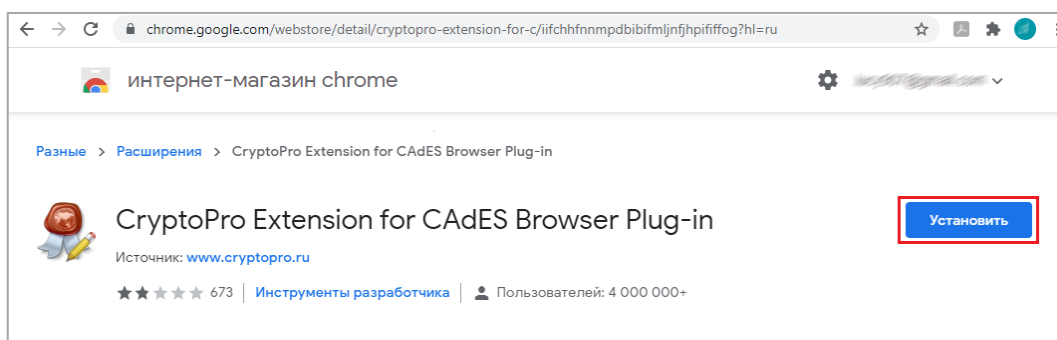 chrome.google.com/webstore/detail/cryptopro-extension-for-c/iifchhfnnmpdbibifmljnfjhpififfog?hl=ru
интернет-магазин chrome
Разные > Расширения > CryptoPro Extension for CAdES Browser Plug-in
CryptoPro Extension for CAdES Browser Plug-in
Установить
Источник: www.cryptopro.ru
673 | Инструменты разработчика | Пользователей: 4 000 000+